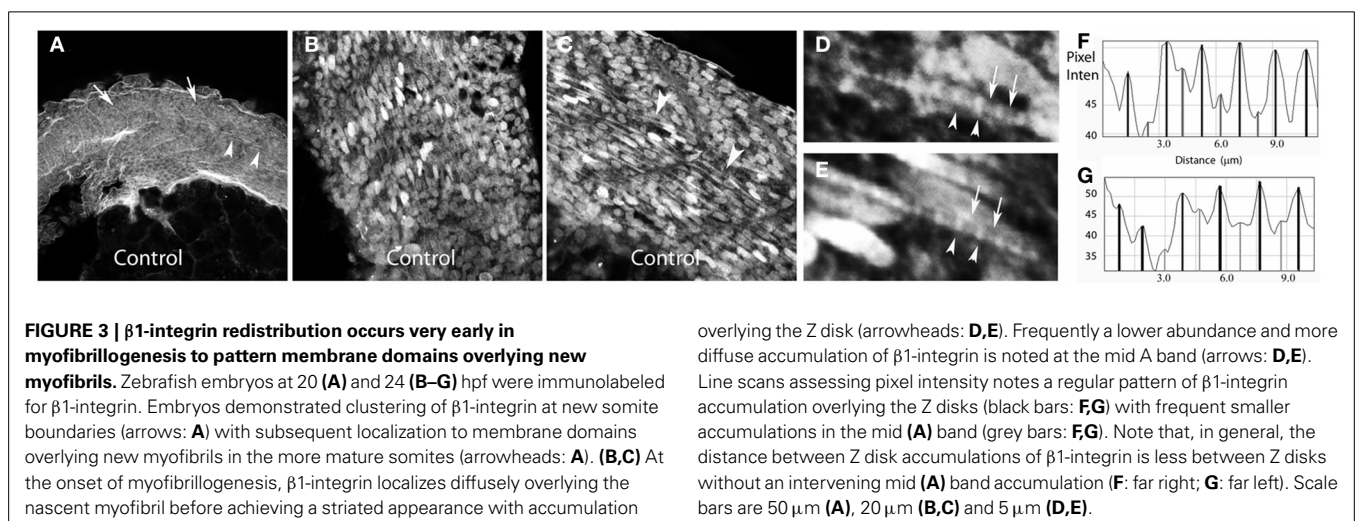 A
B
C
D
E
F
G
Control
Control
Control
Pixel
Inten
45
40
3.0
6.0
9.0
Distance (μm)
50
45
40
35
3.0
6.0
9.0
FIGURE 3 | β1-integrin redistribution occurs very early in
myofibrillogenesis to pattern membrane domains overlying new
myofibrils. Zebrafish embryos at 20 (A) and 24 (B–G) hpf were immunolabeled
for β1-integrin. Embryos demonstrated clustering of β1-integrin at new somite
boundaries (arrows: A) with subsequent localization to membrane domains
overlying new myofibrils in the more mature somites (arrowheads: A). (B,C) At
the onset of myofibrillogenesis, β1-integrin localizes diffusely overlying the
nascent myofibril before achieving a striated appearance with accumulation
overlying the Z disk (arrowheads: D,E). Frequently a lower abundance and more
diffuse accumulation of β1-integrin is noted at the mid A band (arrows: D,E).
Line scans assessing pixel intensity notes a regular pattern of β1-integrin
accumulation overlying the Z disks (black bars: F,G) with frequent smaller
accumulations in the mid (A) band (grey bars: F,G). Note that, in general, the
distance between Z disk accumulations of β1-integrin is less between Z disks
without an intervening mid (A) band accumulation (F: far right; G: far left). Scale
bars are 50 μm (A), 20 μm (B,C) and 5 μm (D,E).